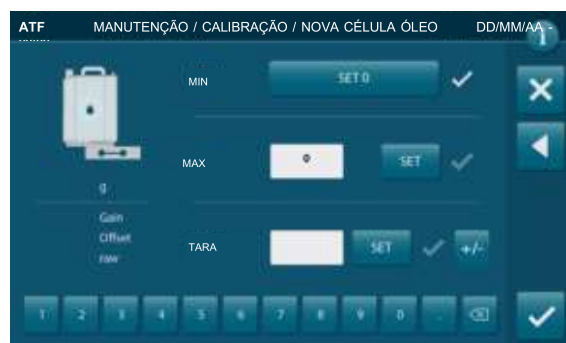 ATF MANUTENÇÃO / CALIBRAÇÃO / NOVA CÉLULA ÓLEO DD/MM/AA -
i
MIN SET 0
MAX 0 SET
g
Gain
Offset
raw
TARA SET +/-
1 2 3 4 5 6 7 8 9 0 .